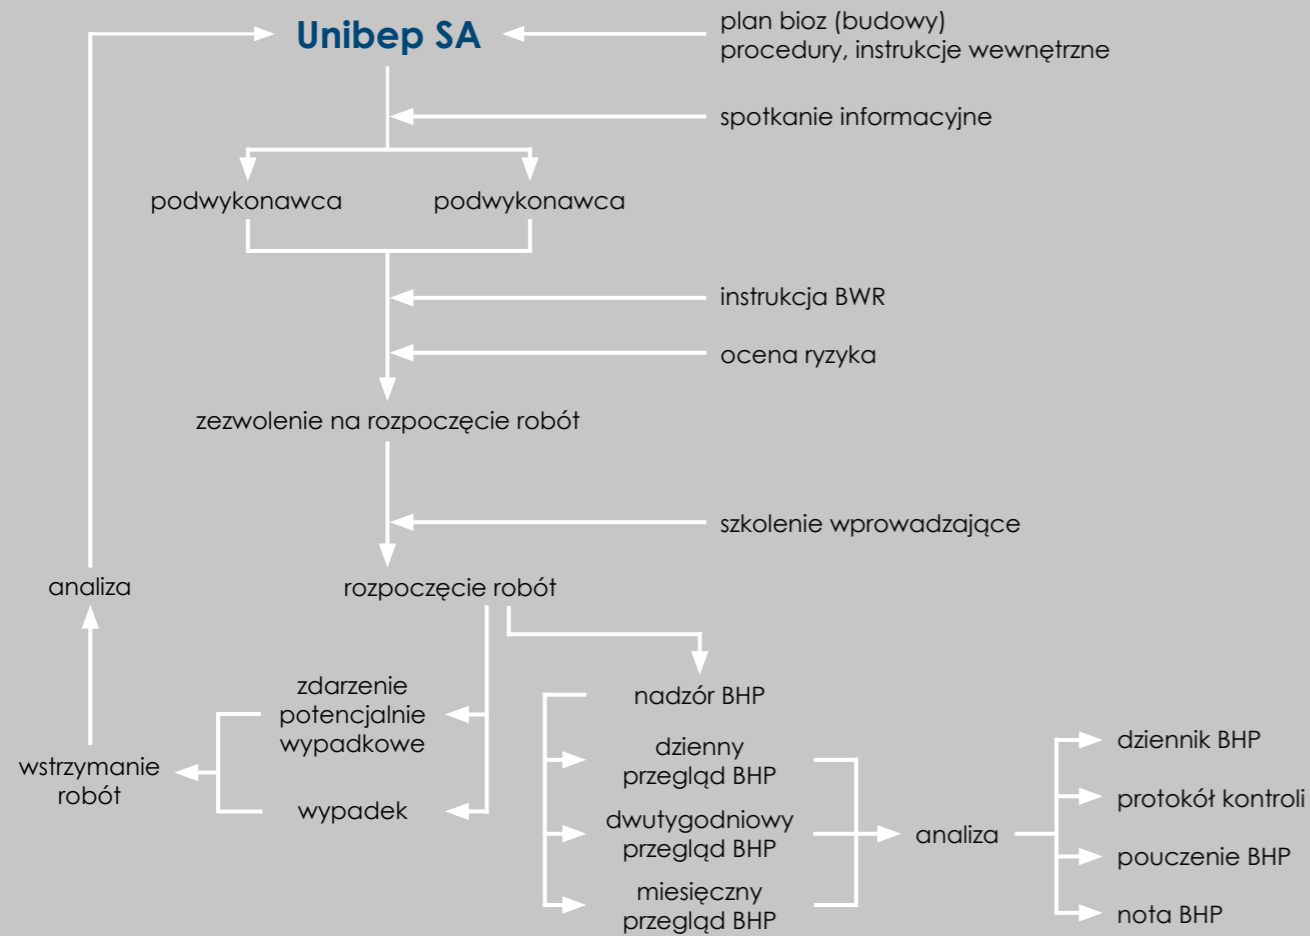 Unibep SA
plan bioz (budowy)
procedury, instrukcje wewnętrzne
spotkanie informacyjne
podwykonawca
podwykonawca
instrukcja BWR
ocena ryzyka
zezwolenie na rozpoczęcie robót
szkolenie wprowadzające
analiza
rozpoczęcie robót
zdarzenie
potencjalnie
wypadkowe
wypadek
wstrzymanie
robót
nadzór BHP
dzienny
przegląd BHP
dwutygodniowy
przegląd BHP
miesięczny
przegląd BHP
analiza
dziennik BHP
protokół kontroli
pouczenie BHP
nota BHP